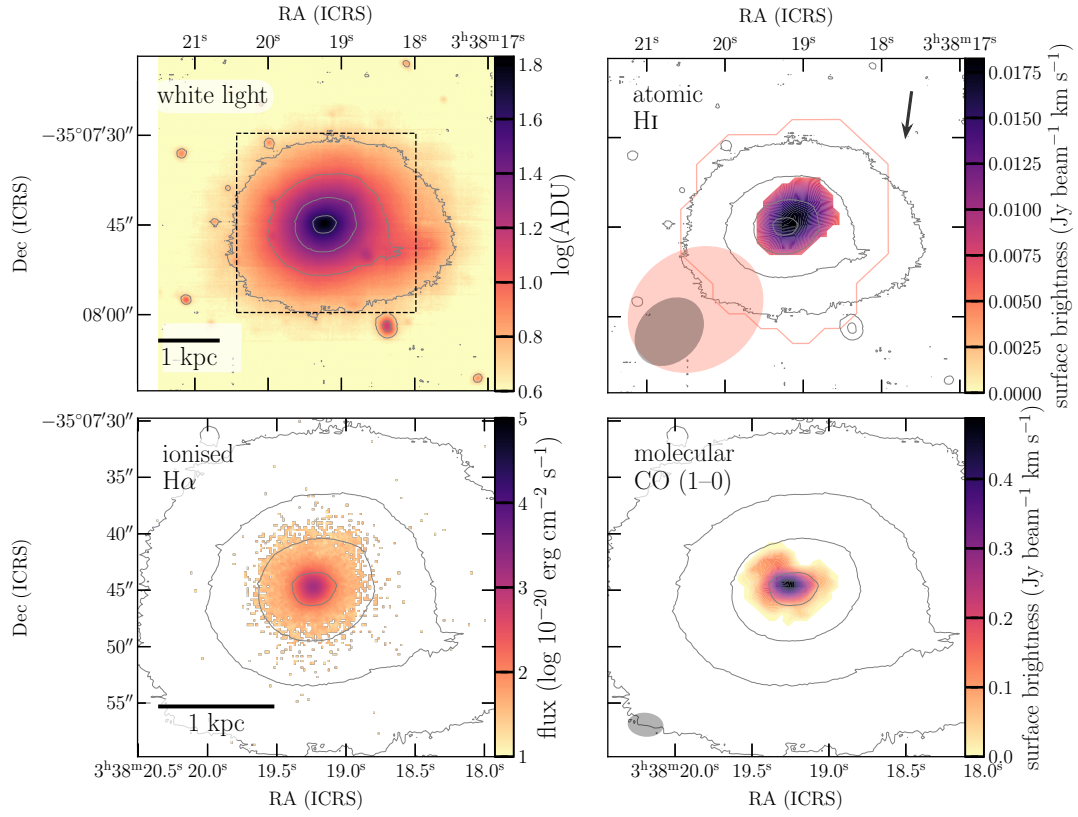 RA (ICRS)
RA (ICRS)
21ˢ 20ˢ 19ˢ 18ˢ 3ʰ38ᵐ17ˢ
21ˢ 20ˢ 19ˢ 18ˢ 3ʰ38ᵐ17ˢ
white light
−35°07′30″
45″
08′00″
Dec (ICRS)
1 kpc
1.8
1.6
1.4
1.2
1.0
0.8
0.6
log(ADU)
atomic
HI
0.0175
0.0150
0.0125
0.0100
0.0075
0.0050
0.0025
0.0000
surface brightness (Jy beam⁻¹ km s⁻¹)
ionised
Hα
−35°07′30″
35″
40″
45″
50″
55″
Dec (ICRS)
1 kpc
3ʰ38ᵐ20.5ˢ 20.0ˢ 19.5ˢ 19.0ˢ 18.5ˢ
RA (ICRS)
5
4
3
2
1
flux (log 10⁻²⁰ erg cm⁻² s⁻¹)
molecular
CO (1–0)
3ʰ38ᵐ20.0ˢ 19.5ˢ 19.0ˢ 18.5ˢ 18.0ˢ
RA (ICRS)
0.4
0.3
0.2
0.1
0.0
surface brightness (Jy beam⁻¹ km s⁻¹)